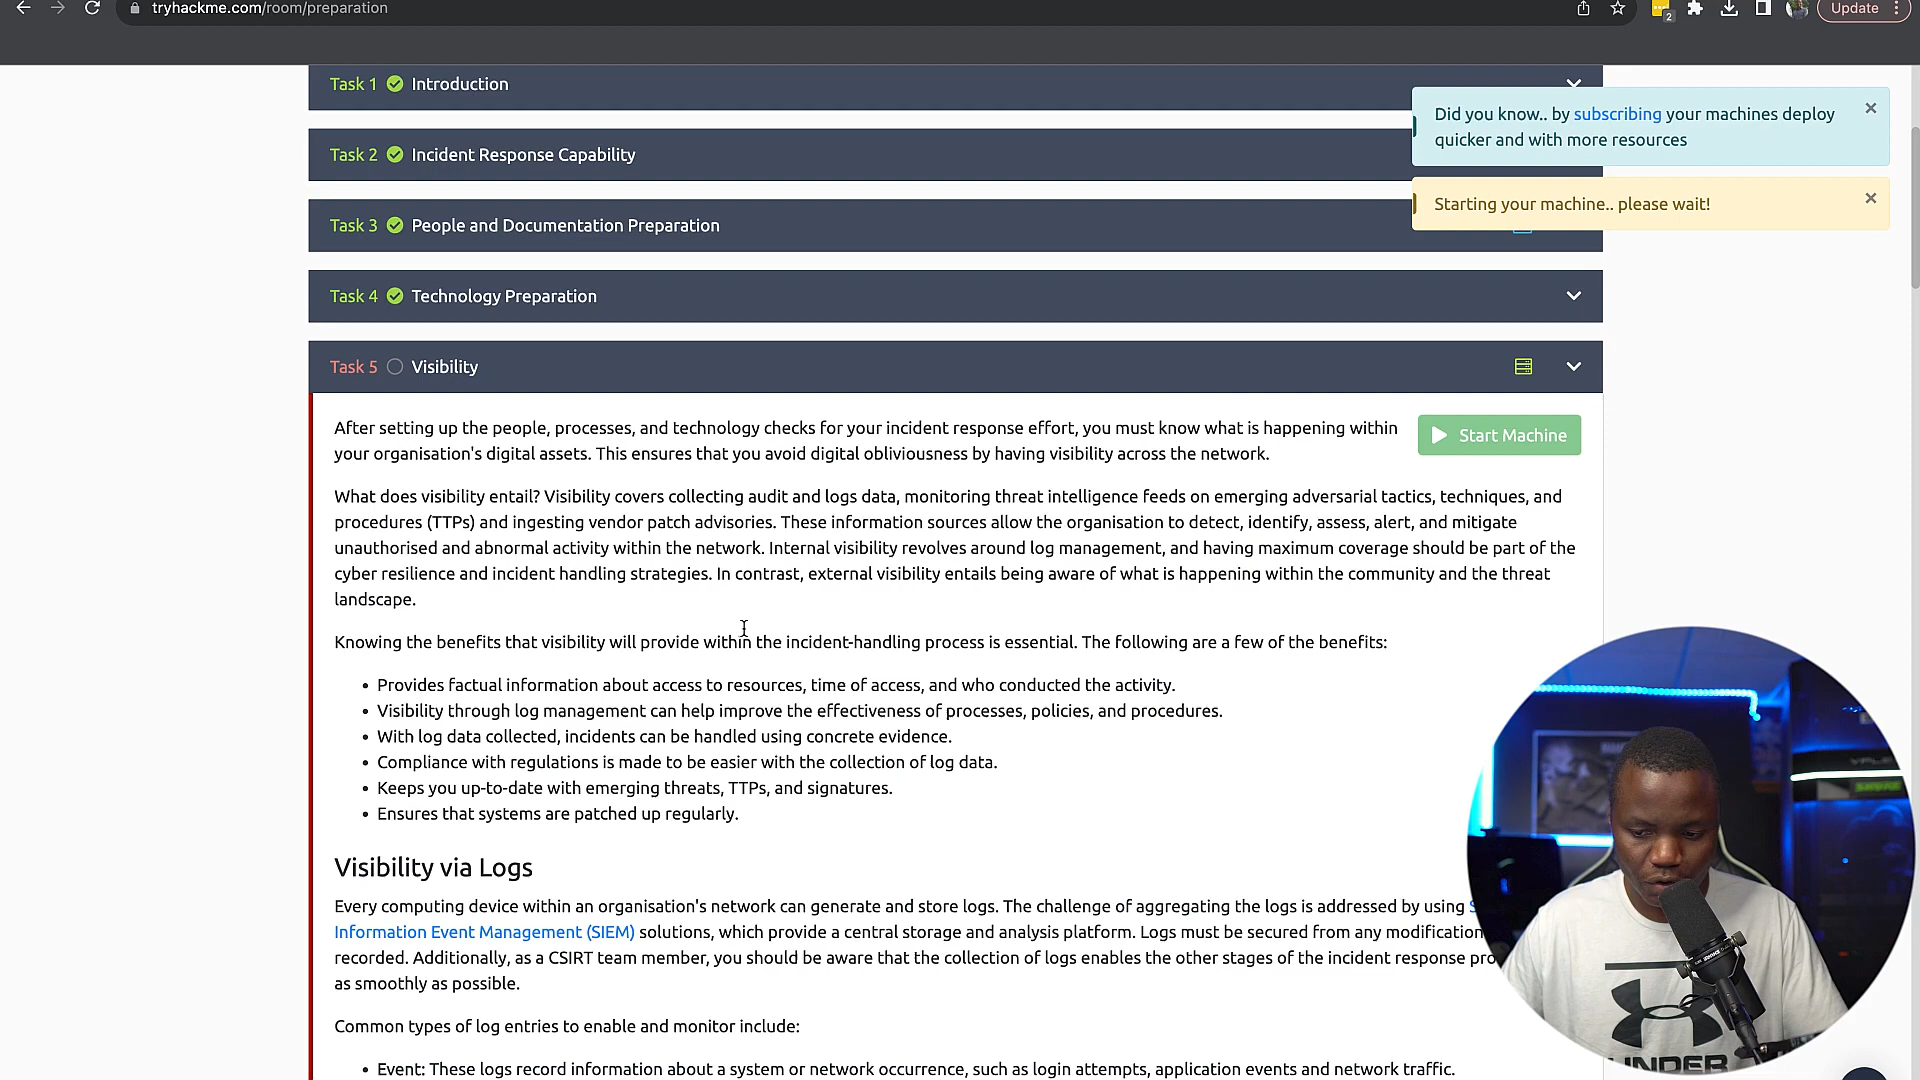 tryhackme.com/room/preparation
2
Update
Task 1 Introduction
Did you know.. by subscribing your machines deploy
quicker and with more resources
Task 2 Incident Response Capability
Starting your machine.. please wait!
Task 3 People and Documentation Preparation
Task 4 Technology Preparation
Task 5 Visibility
After setting up the people, processes, and technology checks for your incident response effort, you must know what is happening within
your organisation's digital assets. This ensures that you avoid digital obliviousness by having visibility across the network.
Start Machine
What does visibility entail? Visibility covers collecting audit and logs data, monitoring threat intelligence feeds on emerging adversarial tactics, techniques, and
procedures (TTPs) and ingesting vendor patch advisories. These information sources allow the organisation to detect, identify, assess, alert, and mitigate
unauthorised and abnormal activity within the network. Internal visibility revolves around log management, and having maximum coverage should be part of the
cyber resilience and incident handling strategies. In contrast, external visibility entails being aware of what is happening within the community and the threat
landscape.
Knowing the benefits that visibility will provide within the incident-handling process is essential. The following are a few of the benefits:
• Provides factual information about access to resources, time of access, and who conducted the activity.
• Visibility through log management can help improve the effectiveness of processes, policies, and procedures.
• With log data collected, incidents can be handled using concrete evidence.
• Compliance with regulations is made to be easier with the collection of log data.
• Keeps you up-to-date with emerging threats, TTPs, and signatures.
• Ensures that systems are patched up regularly.
Visibility via Logs
Every computing device within an organisation's network can generate and store logs. The challenge of aggregating the logs is addressed by using
Information Event Management (SIEM) solutions, which provide a central storage and analysis platform. Logs must be secured from any modification
recorded. Additionally, as a CSIRT team member, you should be aware that the collection of logs enables the other stages of the incident response
as smoothly as possible.
Common types of log entries to enable and monitor include:
• Event: These logs record information about a system or network occurrence, such as login attempts, application events and network traffic.
UNDER